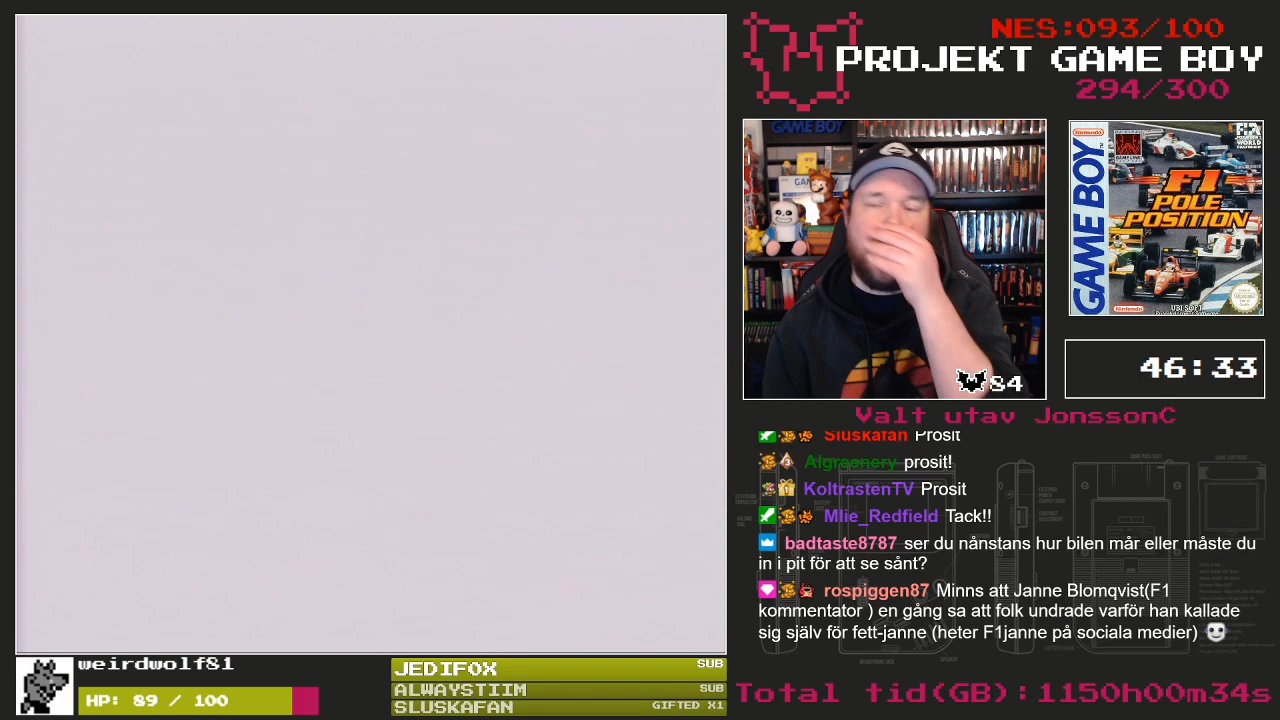 NES:093/100
PROJEKT GAME BOY
294/300
GAME BOY
Nintendo
GAME BOY
F1
POLE
POSITION
UBI SOFT
Nintendo
84
46:33
Valt utav JonssonC
Sluskafan Prosit
Algreenery prosit!
KoltrastenTV Prosit
Mlie_Redfield Tack!!
badtaste8787 ser du nånstans hur bilen mår eller måste du
in i pit för att se sånt?
rospiggen87 Minns att Janne Blomqvist(F1
kommentator ) en gång sa att folk undrade varför han kallade
sig själv för fett-janne (heter F1janne på sociala medier)
weirdwolf81
HP: 89 / 100
JEDIFOX SUB
ALWAYSTIIM SUB
SLUSKAFAN GIFTED X1
Total tid(GB):1150h00m34s